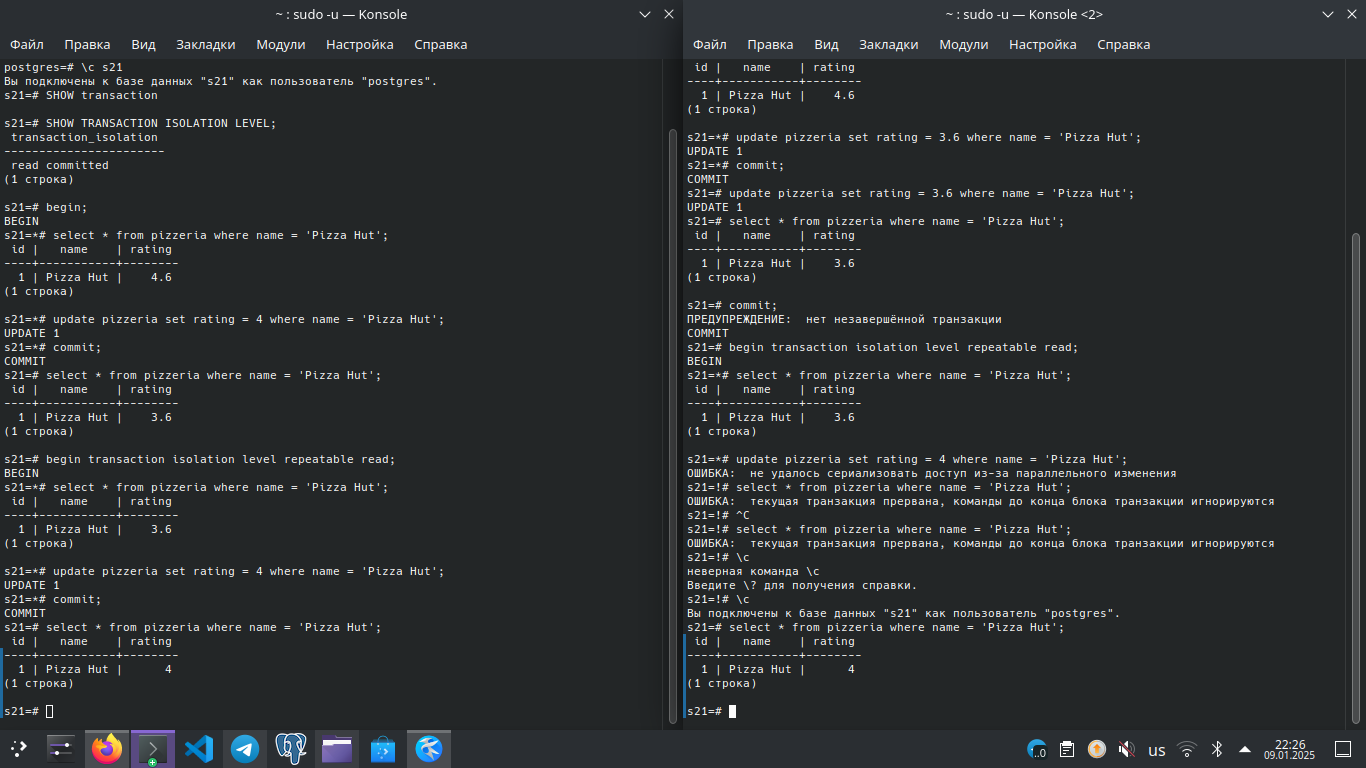 ~ : sudo -u — Konsole
Файл Правка Вид Закладки Модули Настройка Справка
postgres=# \c s21
Вы подключены к базе данных "s21" как пользователь "postgres".
s21=# SHOW transaction
s21=# SHOW TRANSACTION ISOLATION LEVEL;
transaction_isolation
-----------------------
read committed
(1 строка)
s21=# begin;
BEGIN
s21=*# select * from pizzeria where name = 'Pizza Hut';
id |   name    | rating
----+-----------+--------
1 | Pizza Hut |    4.6
(1 строка)
s21=*# update pizzeria set rating = 4 where name = 'Pizza Hut';
UPDATE 1
s21=*# commit;
COMMIT
s21=# select * from pizzeria where name = 'Pizza Hut';
id |   name    | rating
----+-----------+--------
1 | Pizza Hut |    3.6
(1 строка)
s21=# begin transaction isolation level repeatable read;
BEGIN
s21=*# select * from pizzeria where name = 'Pizza Hut';
id |   name    | rating
----+-----------+--------
1 | Pizza Hut |    3.6
(1 строка)
s21=*# update pizzeria set rating = 4 where name = 'Pizza Hut';
UPDATE 1
s21=*# commit;
COMMIT
s21=# select * from pizzeria where name = 'Pizza Hut';
id |   name    | rating
----+-----------+--------
1 | Pizza Hut |      4
(1 строка)
s21=#
~ : sudo -u — Konsole <2>
Файл Правка Вид Закладки Модули Настройка Справка
id |   name    | rating
----+-----------+--------
1 | Pizza Hut |    4.6
(1 строка)
s21=*# update pizzeria set rating = 3.6 where name = 'Pizza Hut';
UPDATE 1
s21=*# commit;
COMMIT
s21=# update pizzeria set rating = 3.6 where name = 'Pizza Hut';
UPDATE 1
s21=# select * from pizzeria where name = 'Pizza Hut';
id |   name    | rating
----+-----------+--------
1 | Pizza Hut |    3.6
(1 строка)
s21=# commit;
ПРЕДУПРЕЖДЕНИЕ:  нет незавершённой транзакции
COMMIT
s21=# begin transaction isolation level repeatable read;
BEGIN
s21=*# select * from pizzeria where name = 'Pizza Hut';
id |   name    | rating
----+-----------+--------
1 | Pizza Hut |    3.6
(1 строка)
s21=*# update pizzeria set rating = 4 where name = 'Pizza Hut';
ОШИБКА:  не удалось сериализовать доступ из-за параллельного изменения
s21=!# select * from pizzeria where name = 'Pizza Hut';
ОШИБКА:  текущая транзакция прервана, команды до конца блока транзакции игнорируются
s21=!# ^C
s21=!# select * from pizzeria where name = 'Pizza Hut';
ОШИБКА:  текущая транзакция прервана, команды до конца блока транзакции игнорируются
s21=!# \с
неверная команда \с
Введите \? для получения справки.
s21=!# \c
Вы подключены к базе данных "s21" как пользователь "postgres".
s21=# select * from pizzeria where name = 'Pizza Hut';
id |   name    | rating
----+-----------+--------
1 | Pizza Hut |      4
(1 строка)
s21=#
..0
us
22:26
09.01.2025